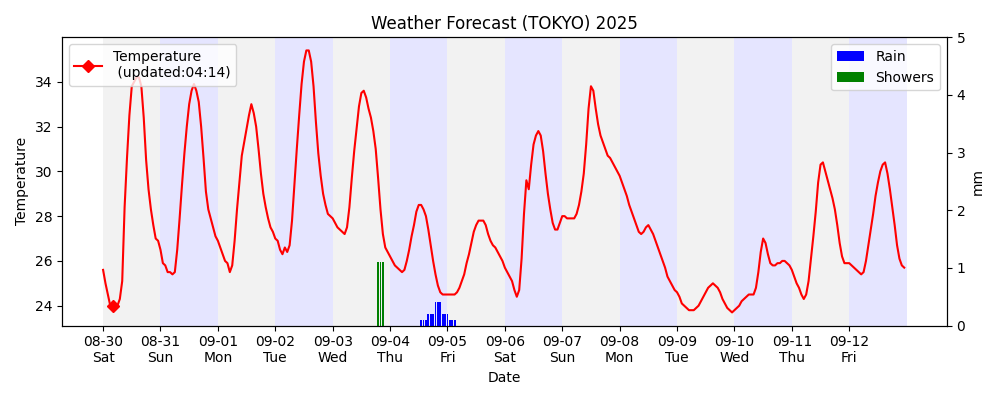 Weather Forecast (TOKYO) 2025
Temperature
(updated:04:14)
Rain
Showers
Temperature
34
32
30
28
26
24
5
4
3
2
1
0
mm
08-30 08-31 09-01 09-02 09-03 09-04 09-05 09-06 09-07 09-08 09-09 09-10 09-11 09-12
Sat Sun Mon Tue Wed Thu Fri Sat Sun Mon Tue Wed Thu Fri
Date